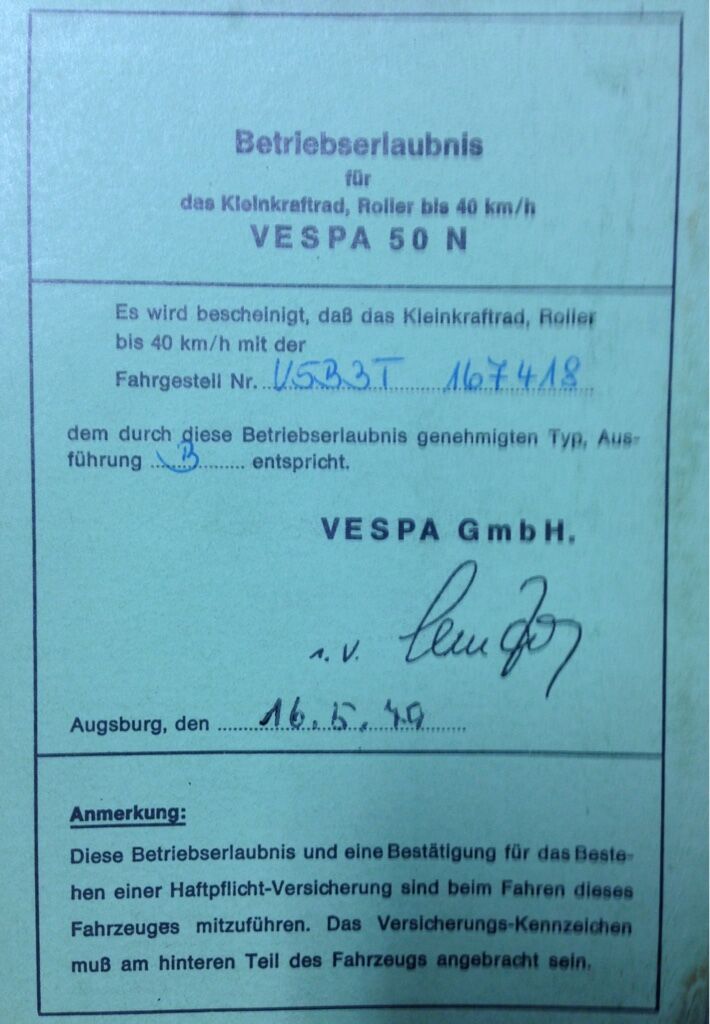 Betriebserlaubnis
für
das Kleinkraftrad, Roller bis 40 km/h
VESPA 50 N
Es wird bescheinigt, daß das Kleinkraftrad, Roller
bis 40 km/h mit der
Fahrgestell Nr. V5B3T 167418
dem durch diese Betriebserlaubnis genehmigten Typ, Aus-
führung B entspricht.
VESPA GmbH.
i. V.
Augsburg, den 16. 5.
Anmerkung:
Diese Betriebserlaubnis und eine Bestätigung für das Beste-
hen einer Haftpflicht-Versicherung sind beim Fahren dieses
Fahrzeuges mitzuführen. Das Versicherungs-Kennzeichen
muß am hinteren Teil des Fahrzeugs angebracht sein.